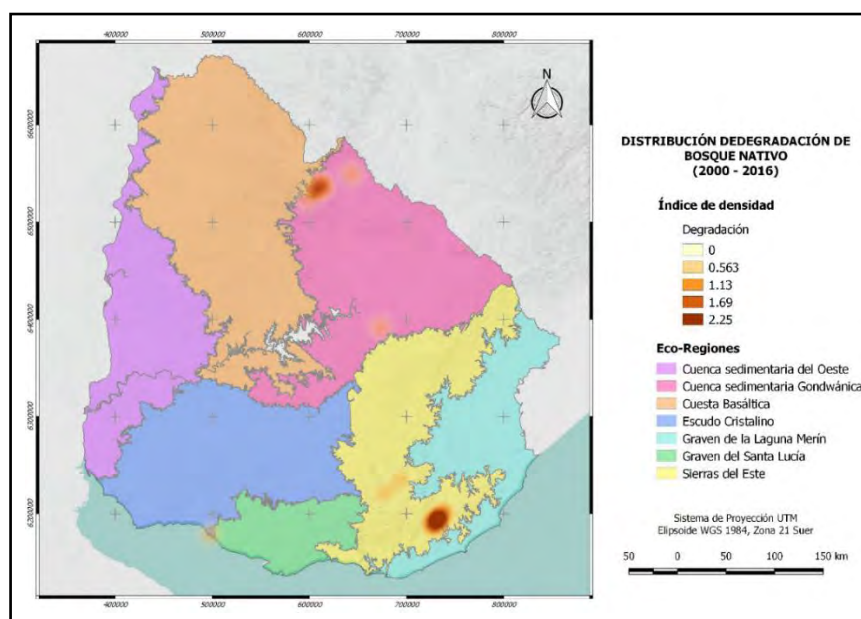 400000 500000 600000 700000 800000
N
6600000
6500000
6400000
6300000
6200000
400000 500000 600000 700000 800000
DISTRIBUCIÓN DEDEGRADACIÓN DE
BOSQUE NATIVO
(2000 - 2016)
Índice de densidad
Degradación
0
0.563
1.13
1.69
2.25
Eco-Regiones
Cuenca sedimentaria del Oeste
Cuenca sedimentaria Gondwánica
Cuesta Basáltica
Escudo Cristalino
Graven de la Laguna Merín
Graven del Santa Lucía
Sierras del Este
Sistema de Proyección UTM
Elipsoide WGS 1984, Zona 21 Suer
50 0 50 100 150 km